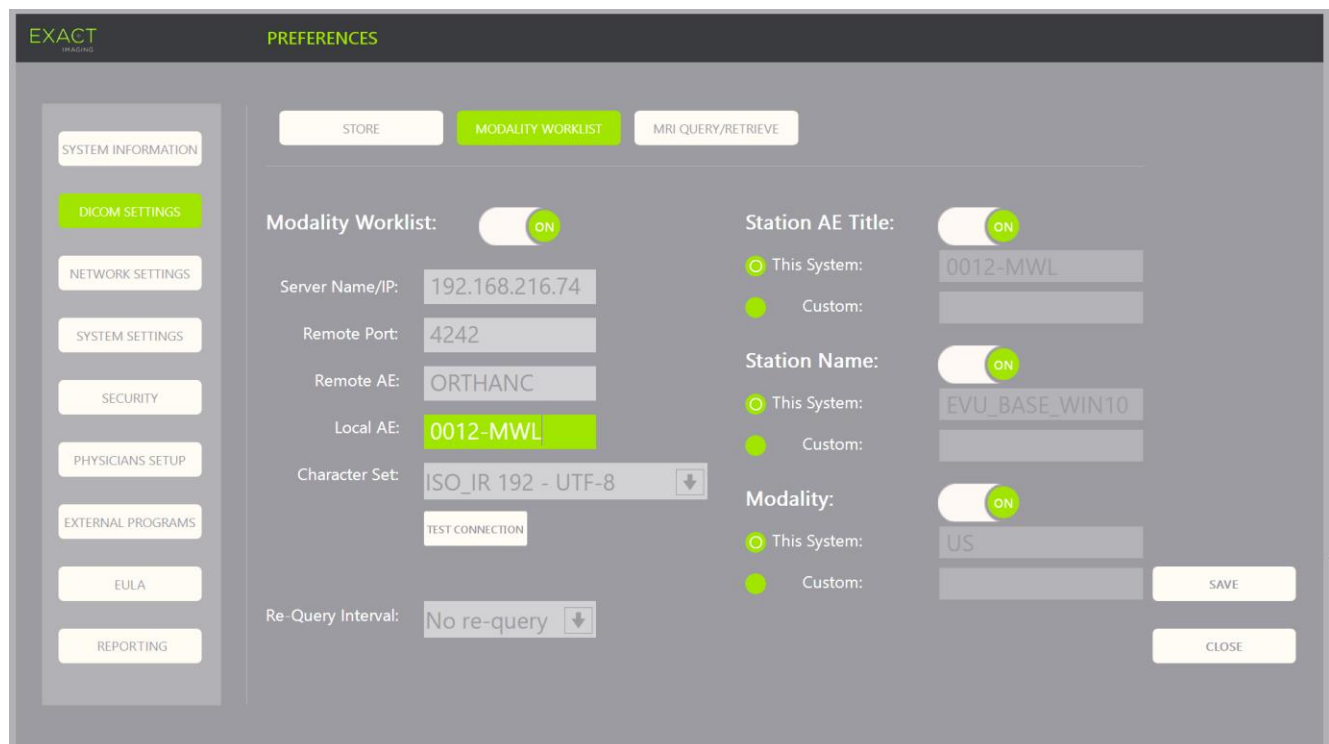 EXACT
IMAGING
PREFERENCES
SYSTEM INFORMATION
DICOM SETTINGS
NETWORK SETTINGS
SYSTEM SETTINGS
SECURITY
PHYSICIANS SETUP
EXTERNAL PROGRAMS
EULA
REPORTING
STORE
MODALITY WORKLIST
MRI QUERY/RETRIEVE
Modality Worklist: ON
Server Name/IP: 192.168.216.74
Remote Port: 4242
Remote AE: ORTHANC
Local AE: 0012-MWL
Character Set: ISO_IR 192 - UTF-8
TEST CONNECTION
Re-Query Interval: No re-query
Station AE Title: ON
This System: 0012-MWL
Custom:
Station Name: ON
This System: EVU_BASE_WIN10
Custom:
Modality: ON
This System: US
Custom:
SAVE
CLOSE